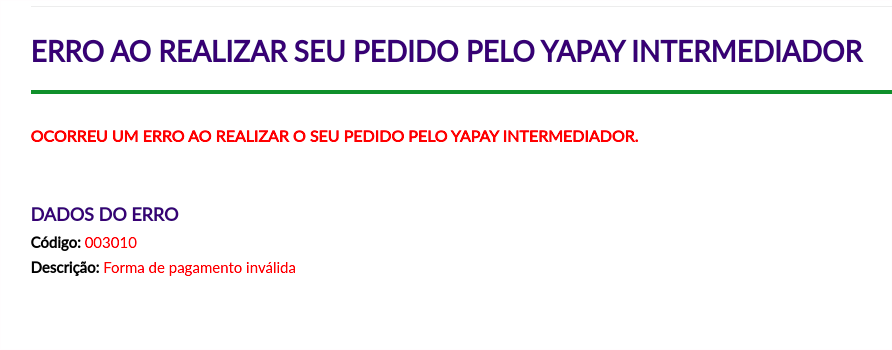 ERRO AO REALIZAR SEU PEDIDO PELO YAPAY INTERMEDIADOR
OCORREU UM ERRO AO REALIZAR O SEU PEDIDO PELO YAPAY INTERMEDIADOR.
DADOS DO ERRO
Código: 003010
Descrição: Forma de pagamento inválida